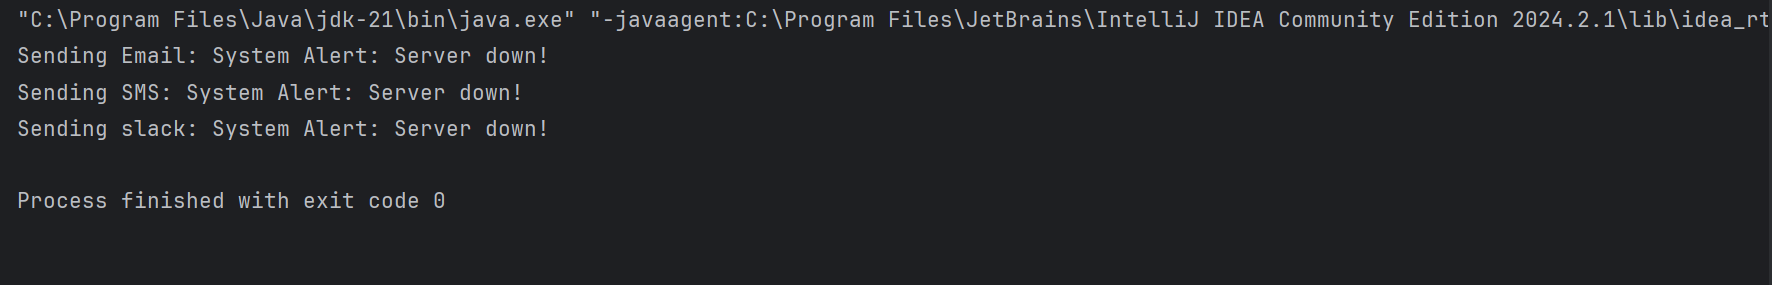 "C:\Program Files\Java\jdk-21\bin\java.exe" "-javaagent:C:\Program Files\JetBrains\IntelliJ IDEA Community Edition 2024.2.1\lib\idea_rt
Sending Email: System Alert: Server down!
Sending SMS: System Alert: Server down!
Sending slack: System Alert: Server down!
Process finished with exit code 0